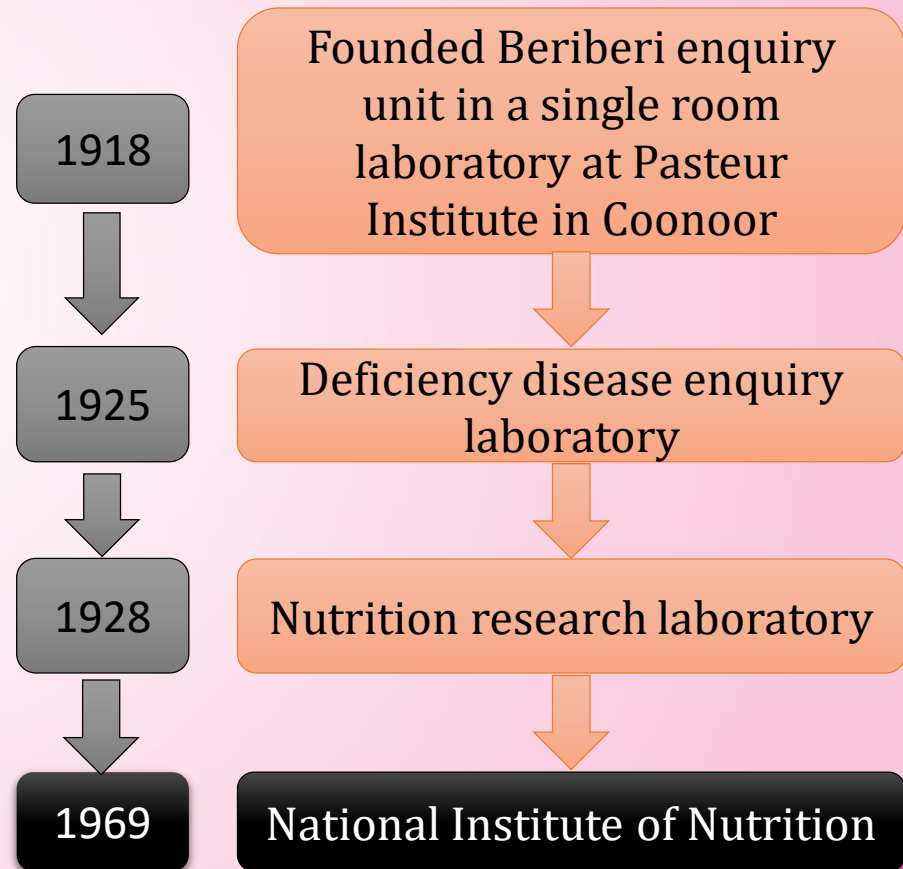 1918
Founded Beriberi enquiry
unit in a single room
laboratory at Pasteur
Institute in Coonoor
1925
Deficiency disease enquiry
laboratory
1928
Nutrition research laboratory
1969
National Institute of Nutrition